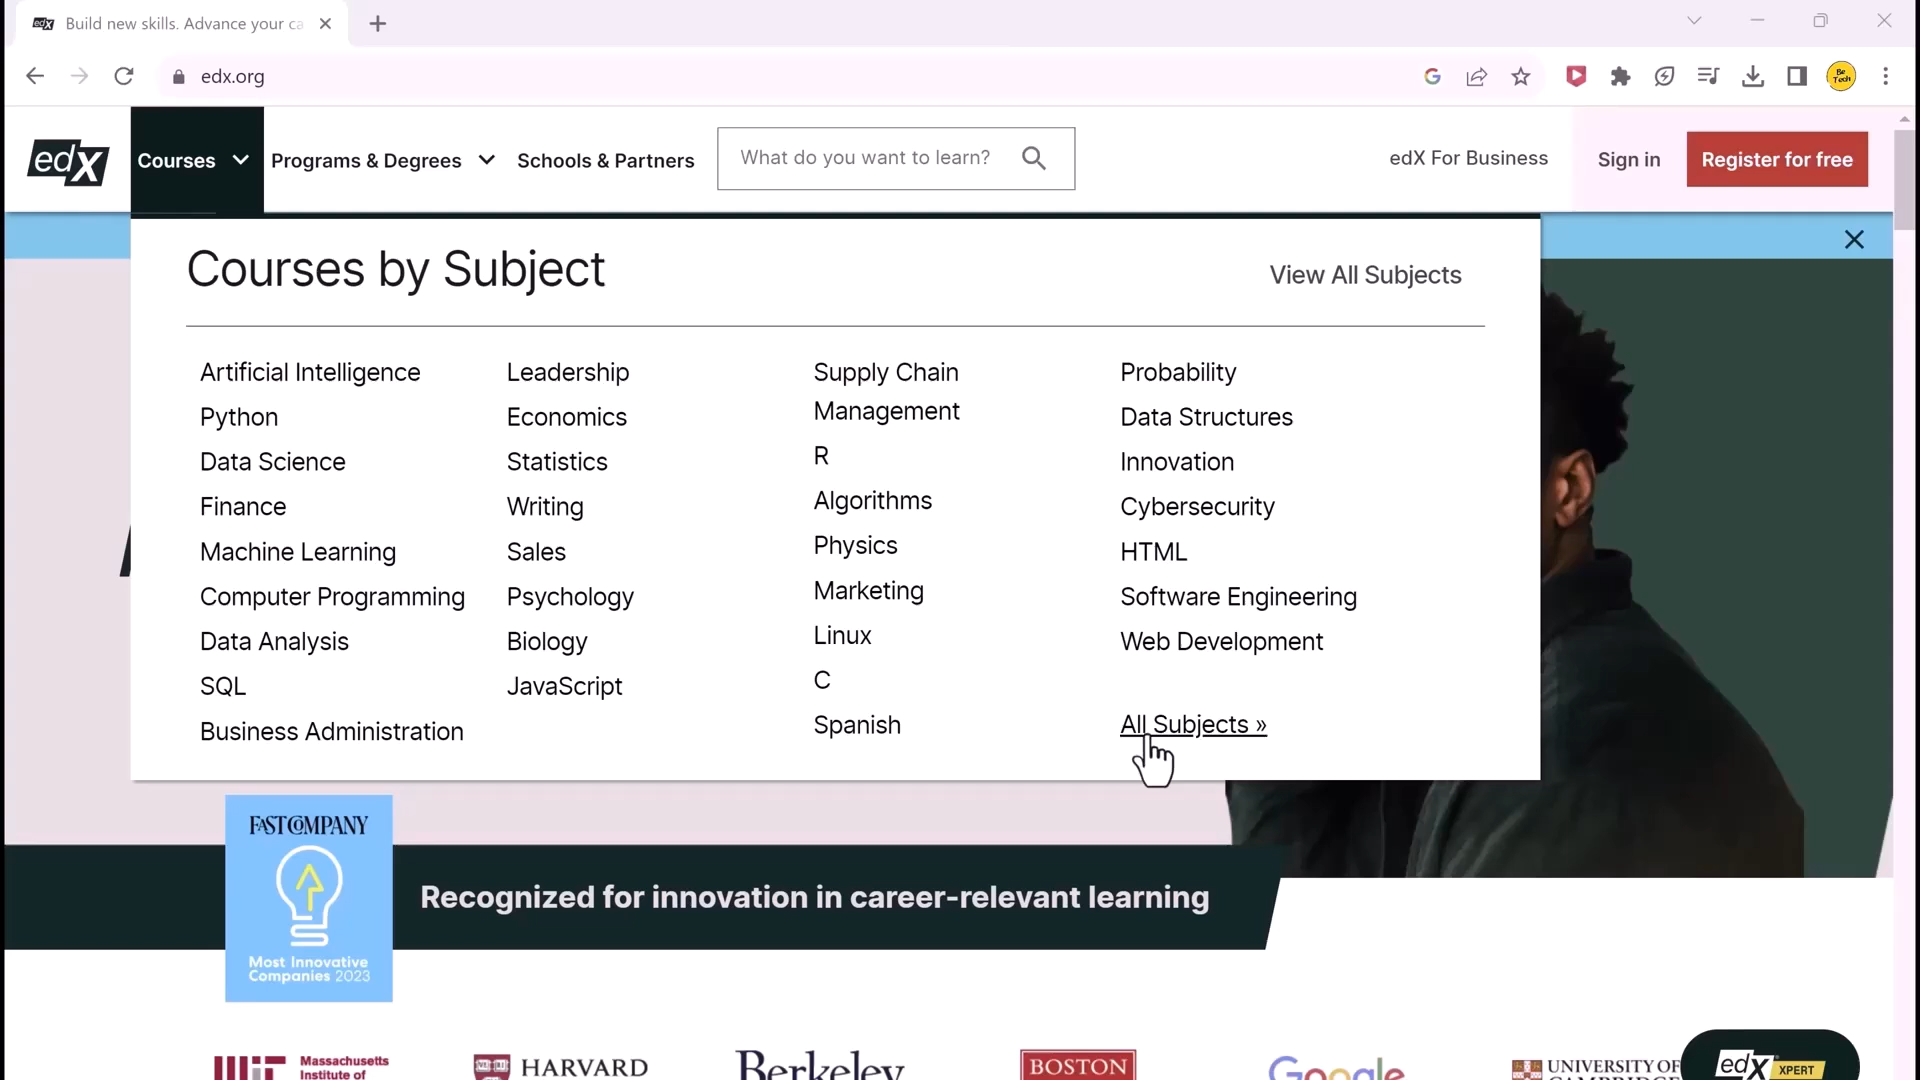 edX Build new skills. Advance your ca
edx.org
Be Tech
edX
Courses
Programs & Degrees
Schools & Partners
What do you want to learn?
edX For Business
Sign in
Register for free
Courses by Subject
View All Subjects
Artificial Intelligence
Python
Data Science
Finance
Machine Learning
Computer Programming
Data Analysis
SQL
Business Administration
Leadership
Economics
Statistics
Writing
Sales
Psychology
Biology
JavaScript
Supply Chain
Management
R
Algorithms
Physics
Marketing
Linux
C
Spanish
Probability
Data Structures
Innovation
Cybersecurity
HTML
Software Engineering
Web Development
All Subjects »
FAST COMPANY
Most Innovative
Companies 2023
Recognized for innovation in career-relevant learning
MIT
Massachusetts
Institute of
HARVARD
Berkeley
BOSTON
Google
UNIVERSITY OF
CAMBRIDGE
edX XPERT